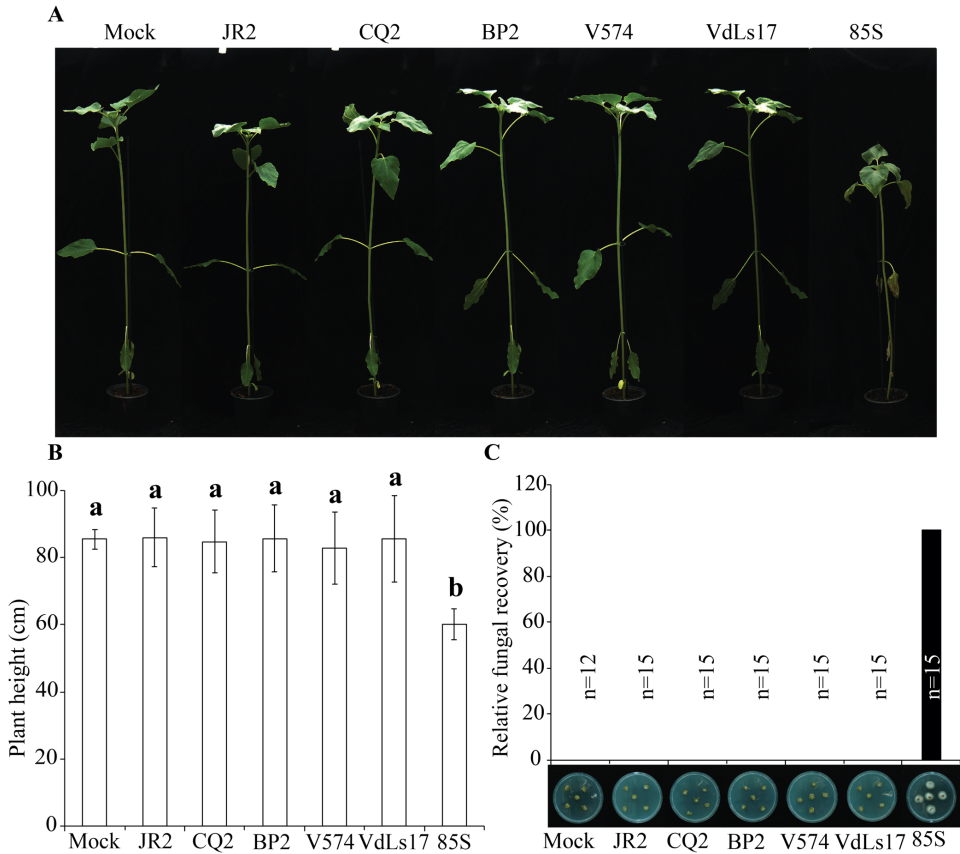 A
Mock JR2 CQ2 BP2 V574 VdLs17 85S
B
Plant height (cm)
100
80
60
40
20
0
a a a a a a b
Mock JR2 CQ2 BP2 V574 VdLs17 85S
C
Relative fungal recovery (%)
120
100
80
60
40
20
0
n=12 n=15 n=15 n=15 n=15 n=15 n=15
Mock JR2 CQ2 BP2 V574 VdLs17 85S